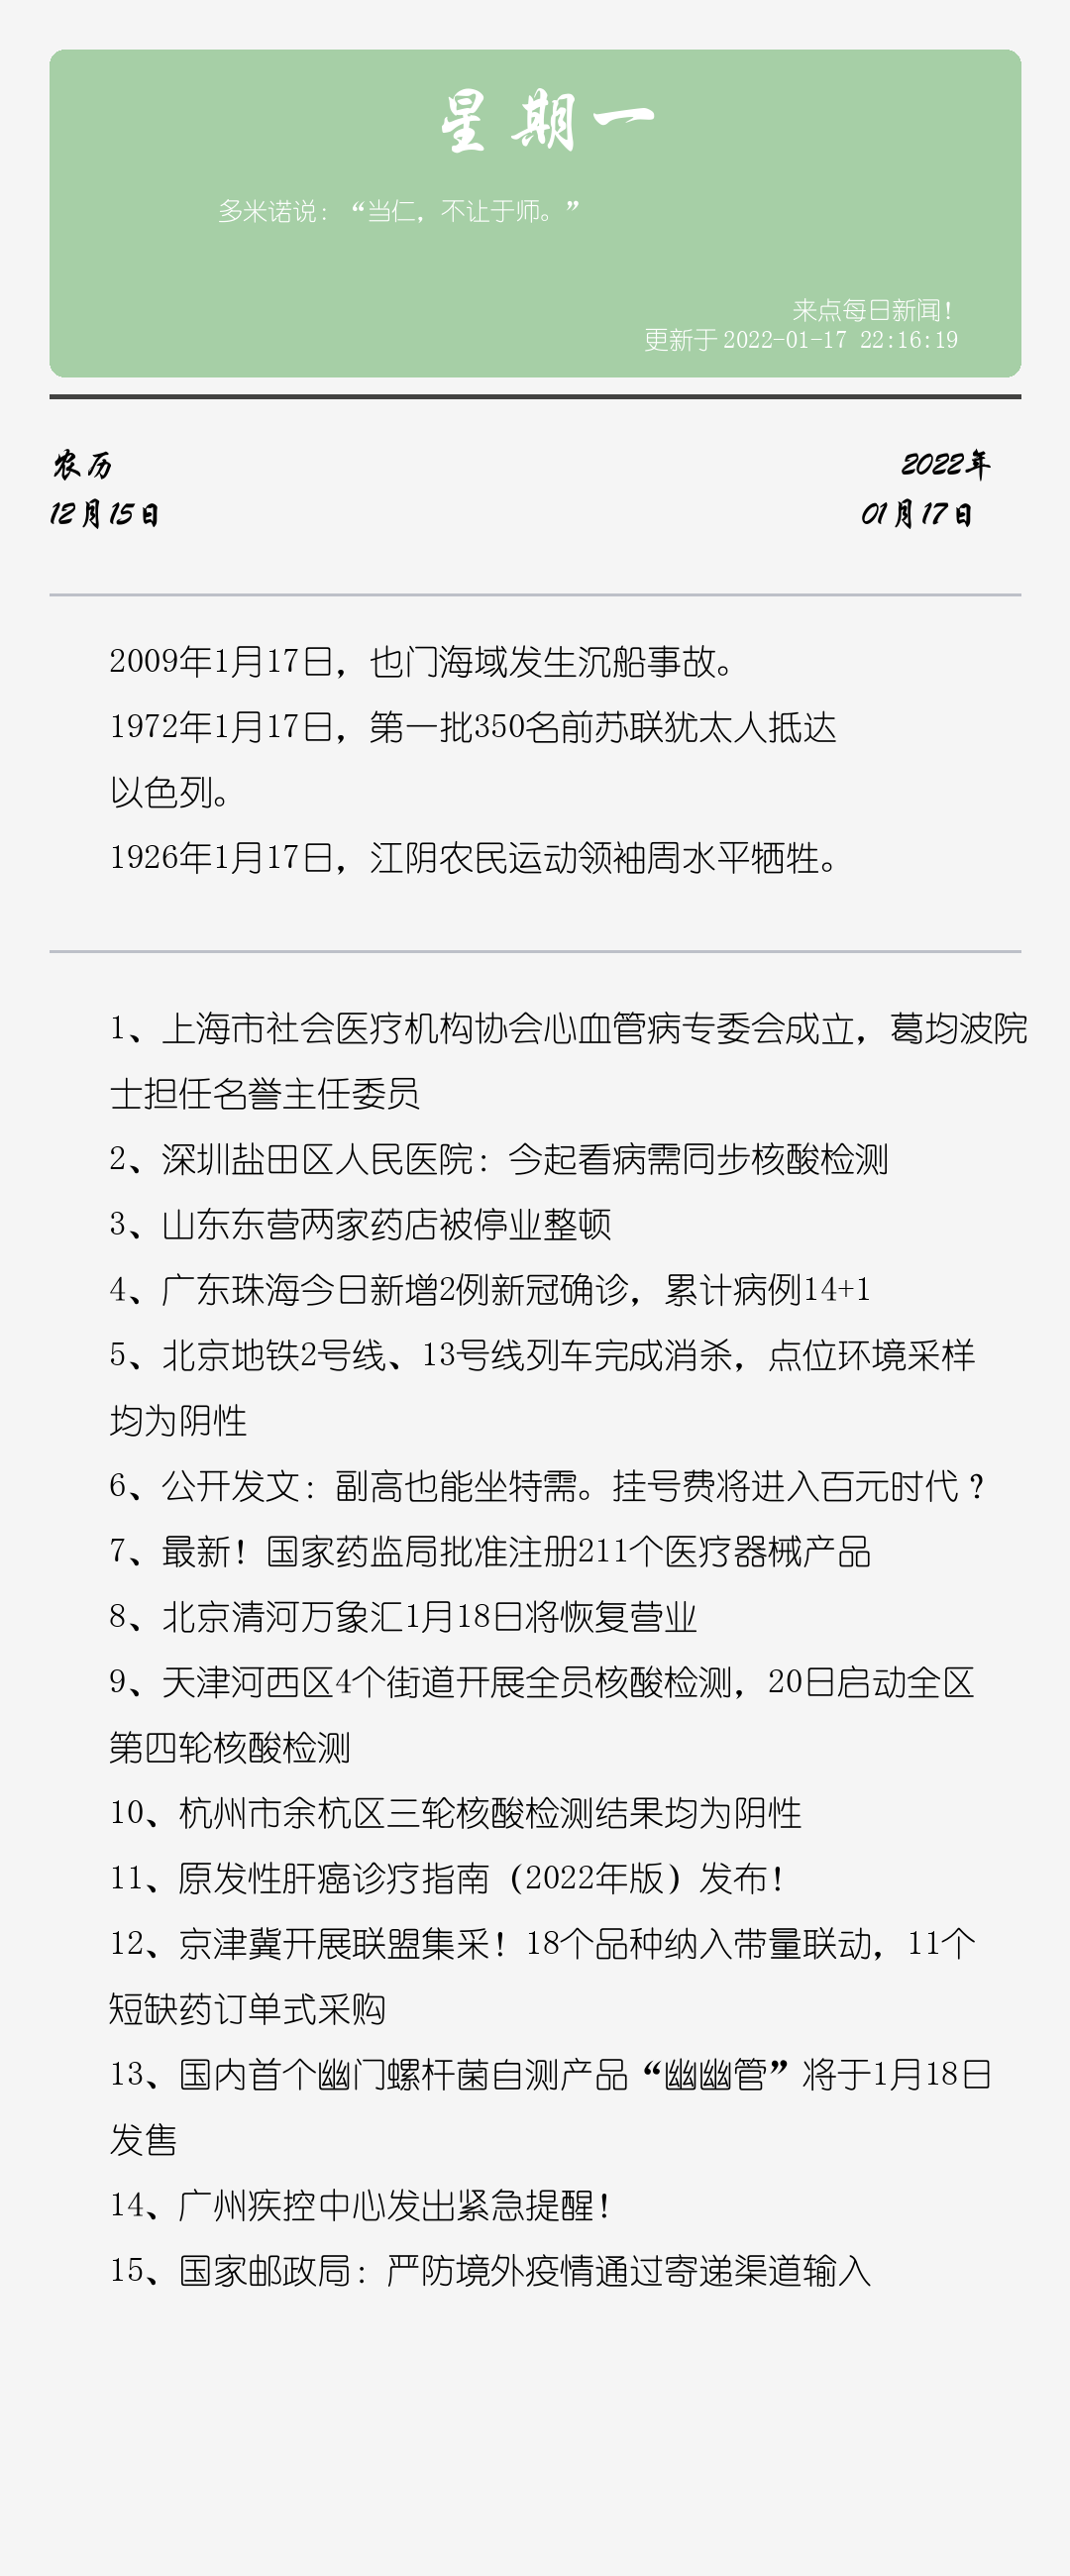 星期一
多米诺说：“当仁，不让于师。”
来点每日新闻！
更新于 2022-01-17 22:16:19
农历
2022年
12月15日
01月17日
2009年1月17日，也门海域发生沉船事故。
1972年1月17日，第一批350名前苏联犹太人抵达
以色列。
1926年1月17日，江阴农民运动领袖周水平牺牲。
1、上海市社会医疗机构协会心血管病专委会成立，葛均波院
士担任名誉主任委员
2、深圳盐田区人民医院：今起看病需同步核酸检测
3、山东东营两家药店被停业整顿
4、广东珠海今日新增2例新冠确诊，累计病例14+1
5、北京地铁2号线、13号线列车完成消杀，点位环境采样
均为阴性
6、公开发文：副高也能坐特需。挂号费将进入百元时代？
7、最新！国家药监局批准注册211个医疗器械产品
8、北京清河万象汇1月18日将恢复营业
9、天津河西区4个街道开展全员核酸检测，20日启动全区
第四轮核酸检测
10、杭州市余杭区三轮核酸检测结果均为阴性
11、原发性肝癌诊疗指南（2022年版）发布！
12、京津冀开展联盟集采！18个品种纳入带量联动，11个
短缺药订单式采购
13、国内首个幽门螺杆菌自测产品“幽幽管”将于1月18日
发售
14、广州疾控中心发出紧急提醒！
15、国家邮政局：严防境外疫情通过寄递渠道输入